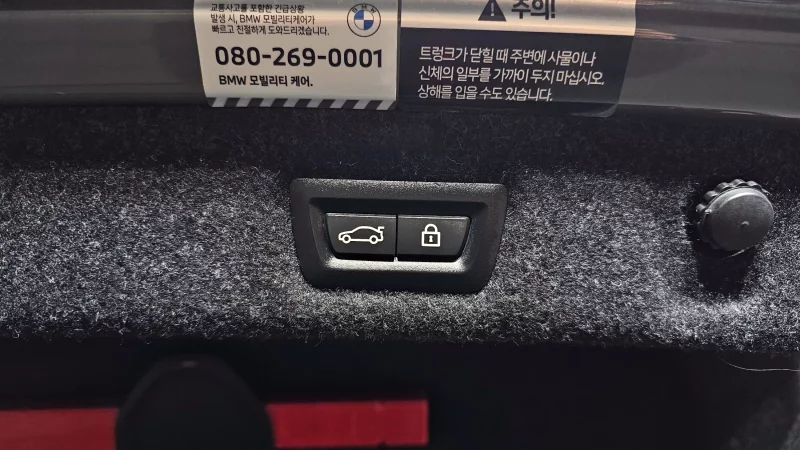 교통사고를 포함한 긴급상황
발생 시, BMW 모빌리티케어가
빠르고 친절하게 도와드리겠습니다.
080-269-0001
BMW 모빌리티 케어.
BMW
주의!
트렁크가 닫힐 때 주변에 사물이나
신체의 일부를 가까이 두지 마십시오.
상해를 입을 수도 있습니다.